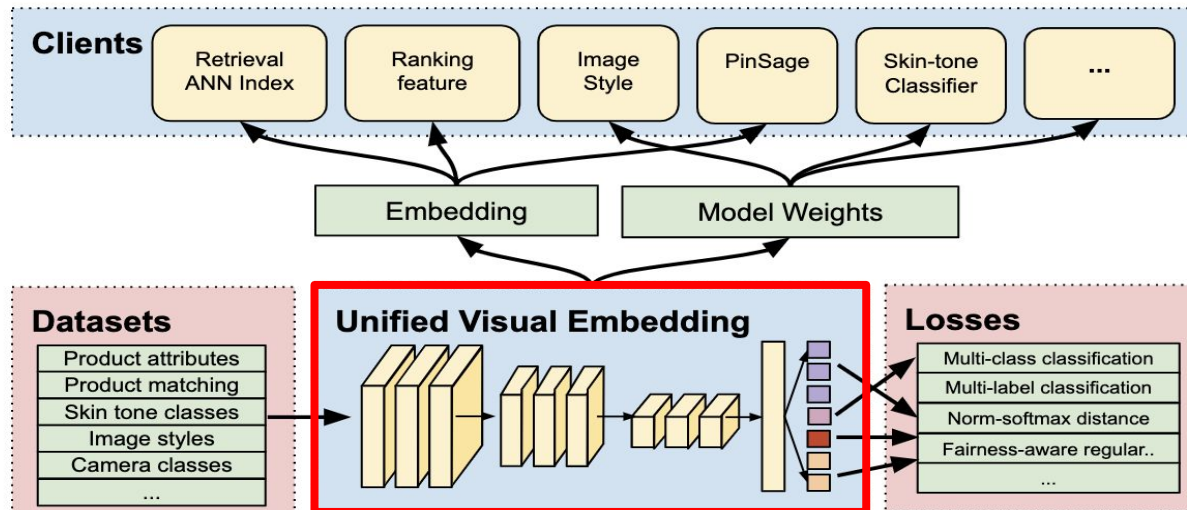 Clients
Retrieval
ANN Index
Ranking
feature
Image
Style
PinSage
Skin-tone
Classifier
...
Embedding
Model Weights
Datasets
Product attributes
Product matching
Skin tone classes
Image styles
Camera classes
...
Unified Visual Embedding
Losses
Multi-class classification
Multi-label classification
Norm-softmax distance
Fairness-aware regular..
...